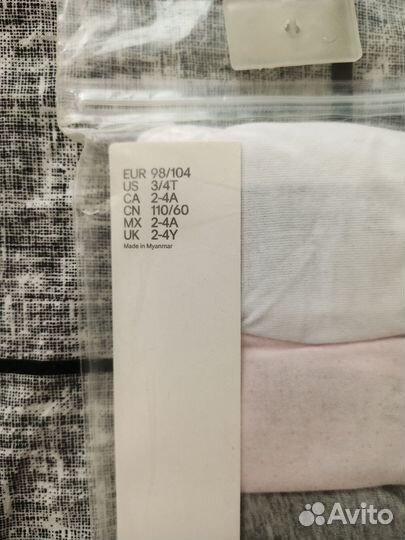 EUR 98/104
US 3/4T
CA 2-4A
CN 110/60
MX 2-4A
UK 2-4Y
Made in Myanmar
Avito